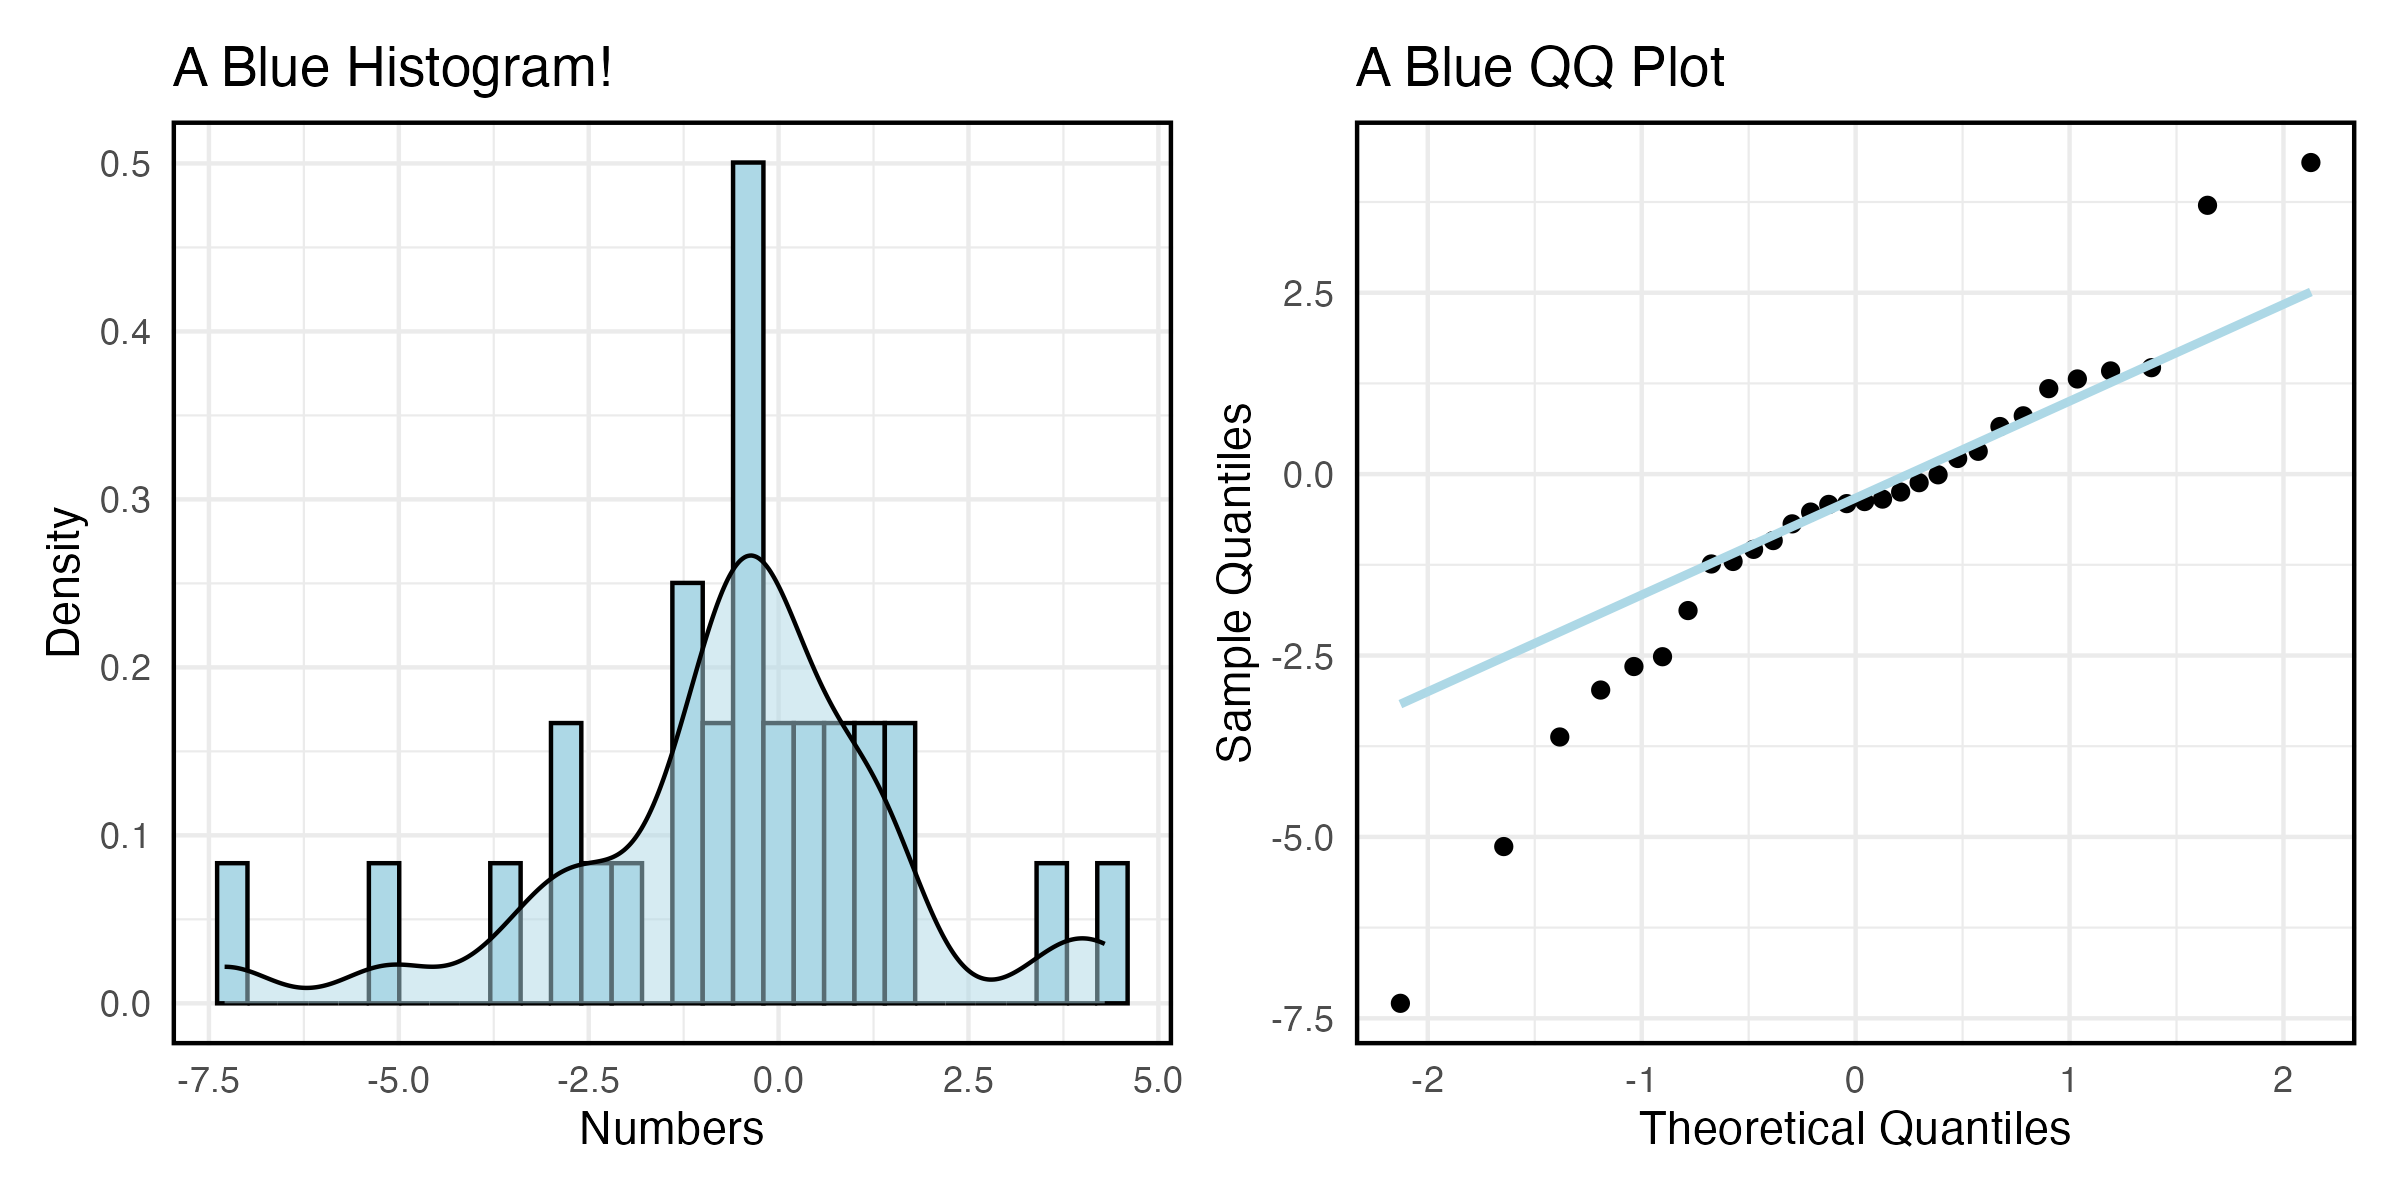 A Blue Histogram!
Density
0.5
0.4
0.3
0.2
0.1
0.0
-7.5 -5.0 -2.5 0.0 2.5 5.0
Numbers
A Blue QQ Plot
Sample Quantiles
2.5
0.0
-2.5
-5.0
-7.5
-2 -1 0 1 2
Theoretical Quantiles